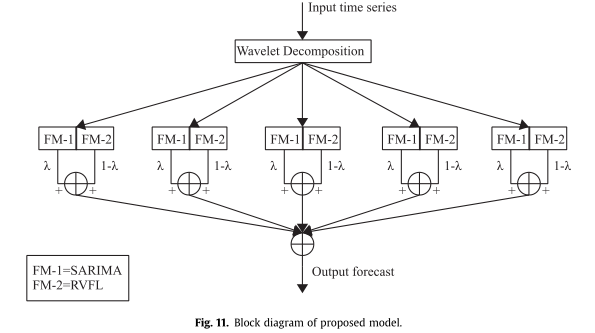 Input time series
Wavelet Decomposition
FM-1 FM-2 FM-1 FM-2 FM-1 FM-2 FM-1 FM-2 FM-1 FM-2
λ 1-λ λ 1-λ λ 1-λ λ 1-λ λ 1-λ
+ + + + + + + + + +
FM-1=SARIMA
FM-2=RVFL
Output forecast
Fig. 11. Block diagram of proposed model.